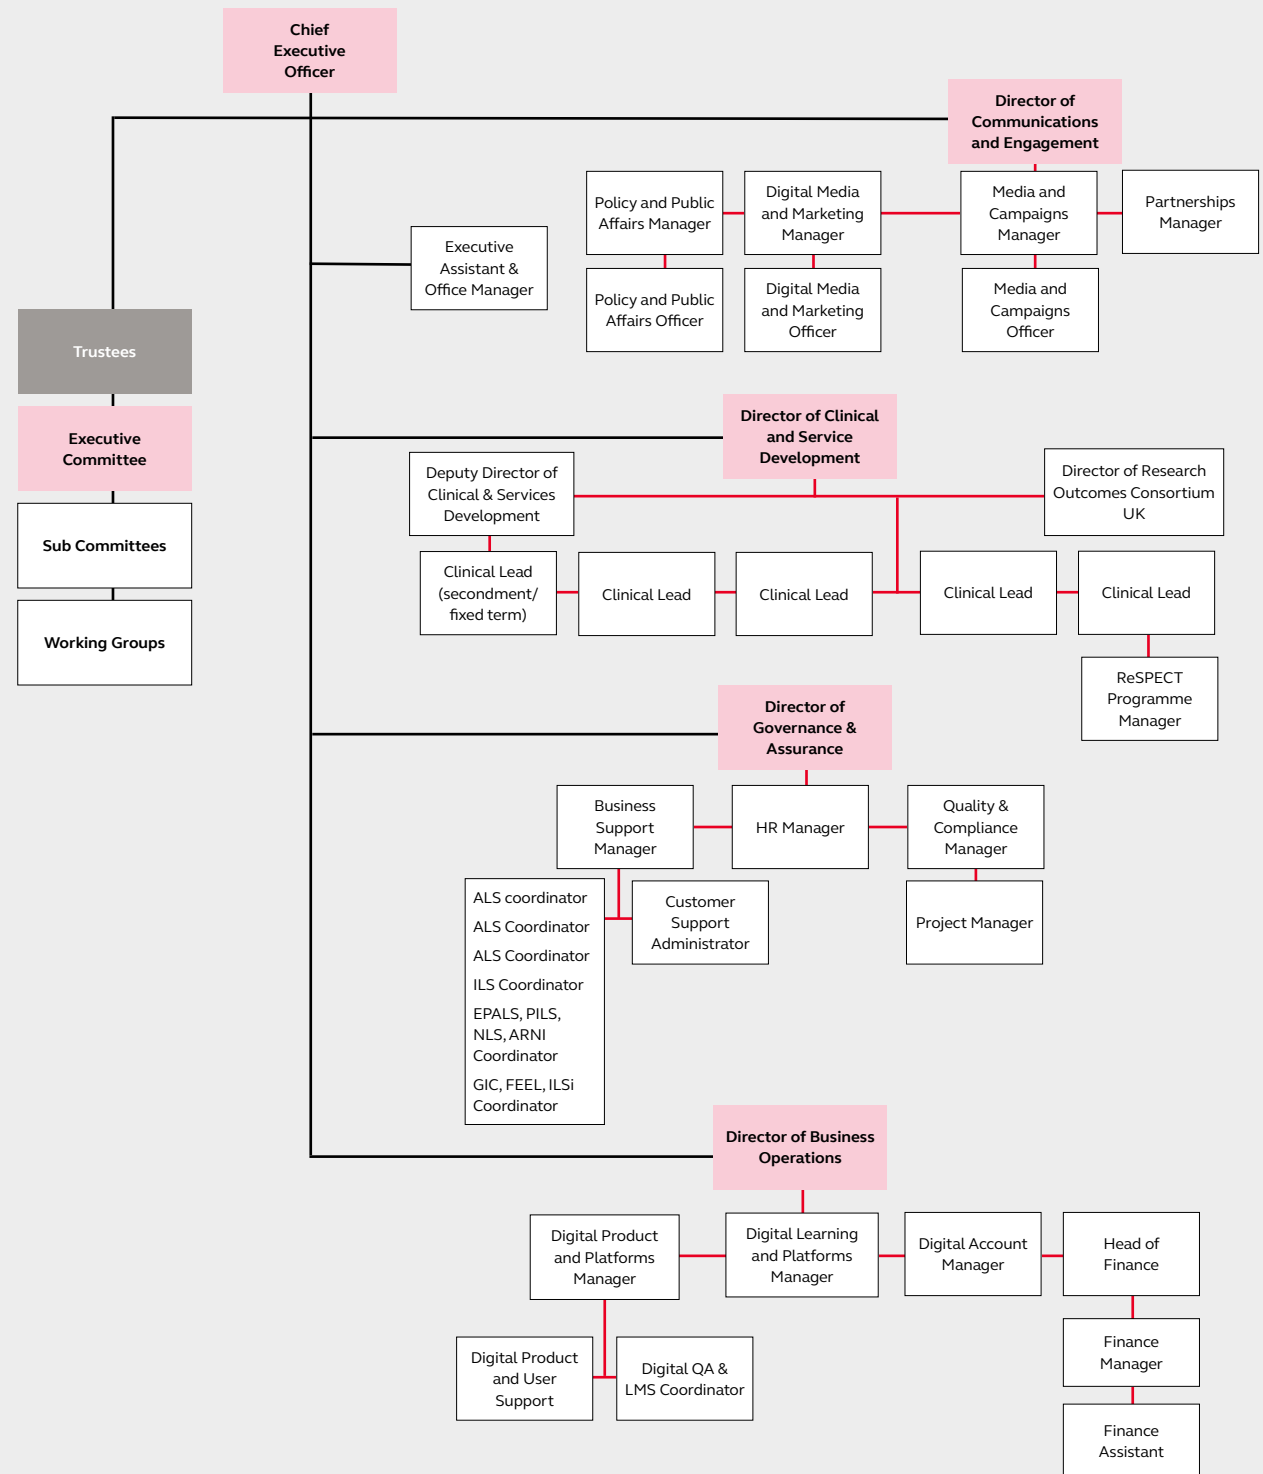 Chief
Executive
Officer
Director of
Communications
and Engagement
Policy and Public
Affairs Manager
Digital Media
and Marketing
Manager
Media and
Campaigns
Manager
Partnerships
Manager
Executive
Assistant &
Office Manager
Policy and Public
Affairs Officer
Digital Media
and Marketing
Officer
Media and
Campaigns
Officer
Trustees
Executive
Committee
Sub Committees
Working Groups
Director of Clinical
and Service
Development
Deputy Director of
Clinical & Services
Development
Director of Research
Outcomes Consortium
UK
Clinical Lead
(secondment/
fixed term)
Clinical Lead
Clinical Lead
Clinical Lead
Clinical Lead
ReSPECT
Programme
Manager
Director of
Governance &
Assurance
Business
Support
Manager
HR Manager
Quality &
Compliance
Manager
ALS coordinator
ALS Coordinator
ALS Coordinator
ILS Coordinator
EPALS, PILS,
NLS, ARNI
Coordinator
GIC, FEEL, ILSi
Coordinator
Customer
Support
Administrator
Project Manager
Director of Business
Operations
Digital Product
and Platforms
Manager
Digital Learning
and Platforms
Manager
Digital Account
Manager
Head of
Finance
Digital Product
and User
Support
Digital QA &
LMS Coordinator
Finance
Manager
Finance
Assistant